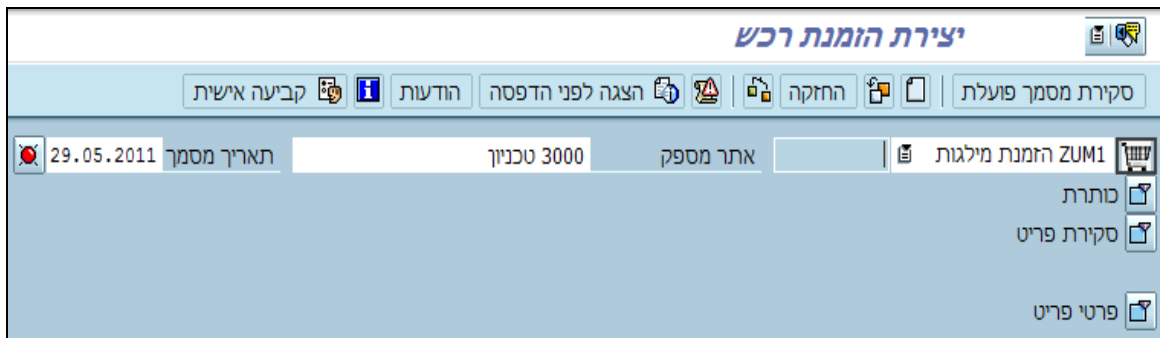 יצירת הזמנת רכש
סקירת מסמך פועלת החזקה הצגה לפני הדפסה הודעות קביעה אישית
ZUM1 הזמנת מילגות אתר מספק 3000 טכניון תאריך מסמך 29.05.2011
כותרת
סקירת פריט
פרטי פריט